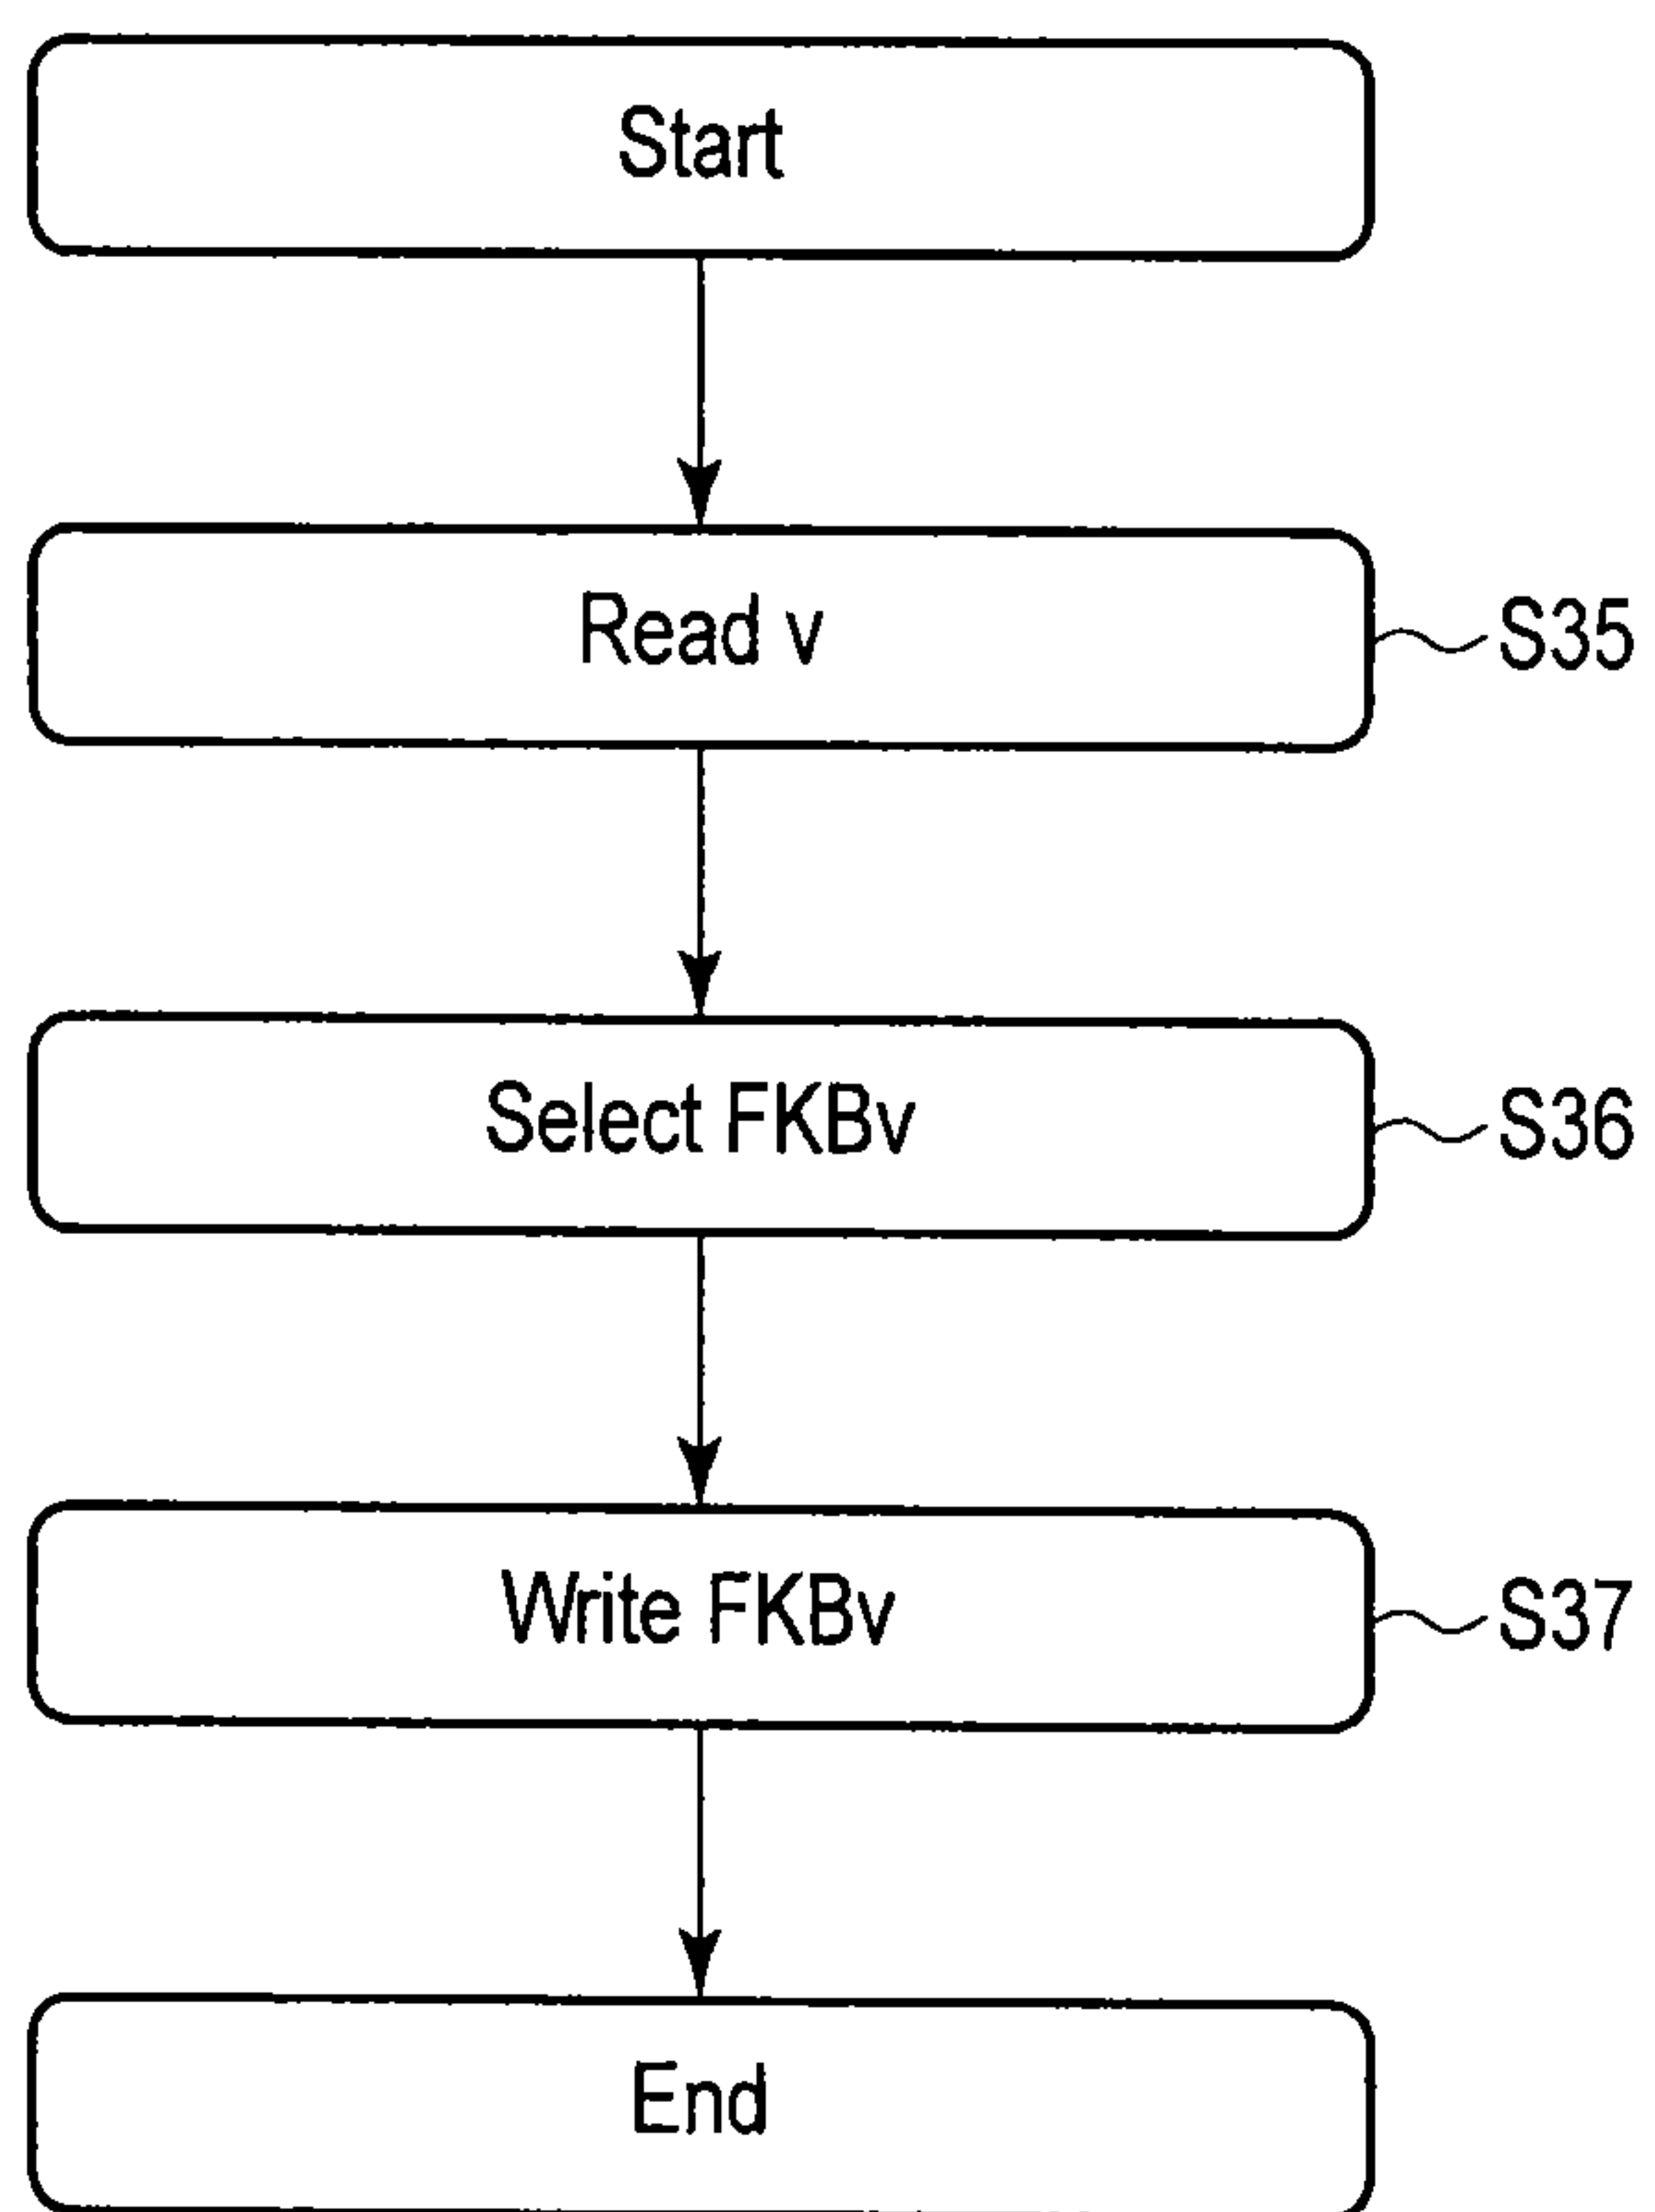 Start
Read v
S35
Select FKBv
S36
Write FKBv
S37
End